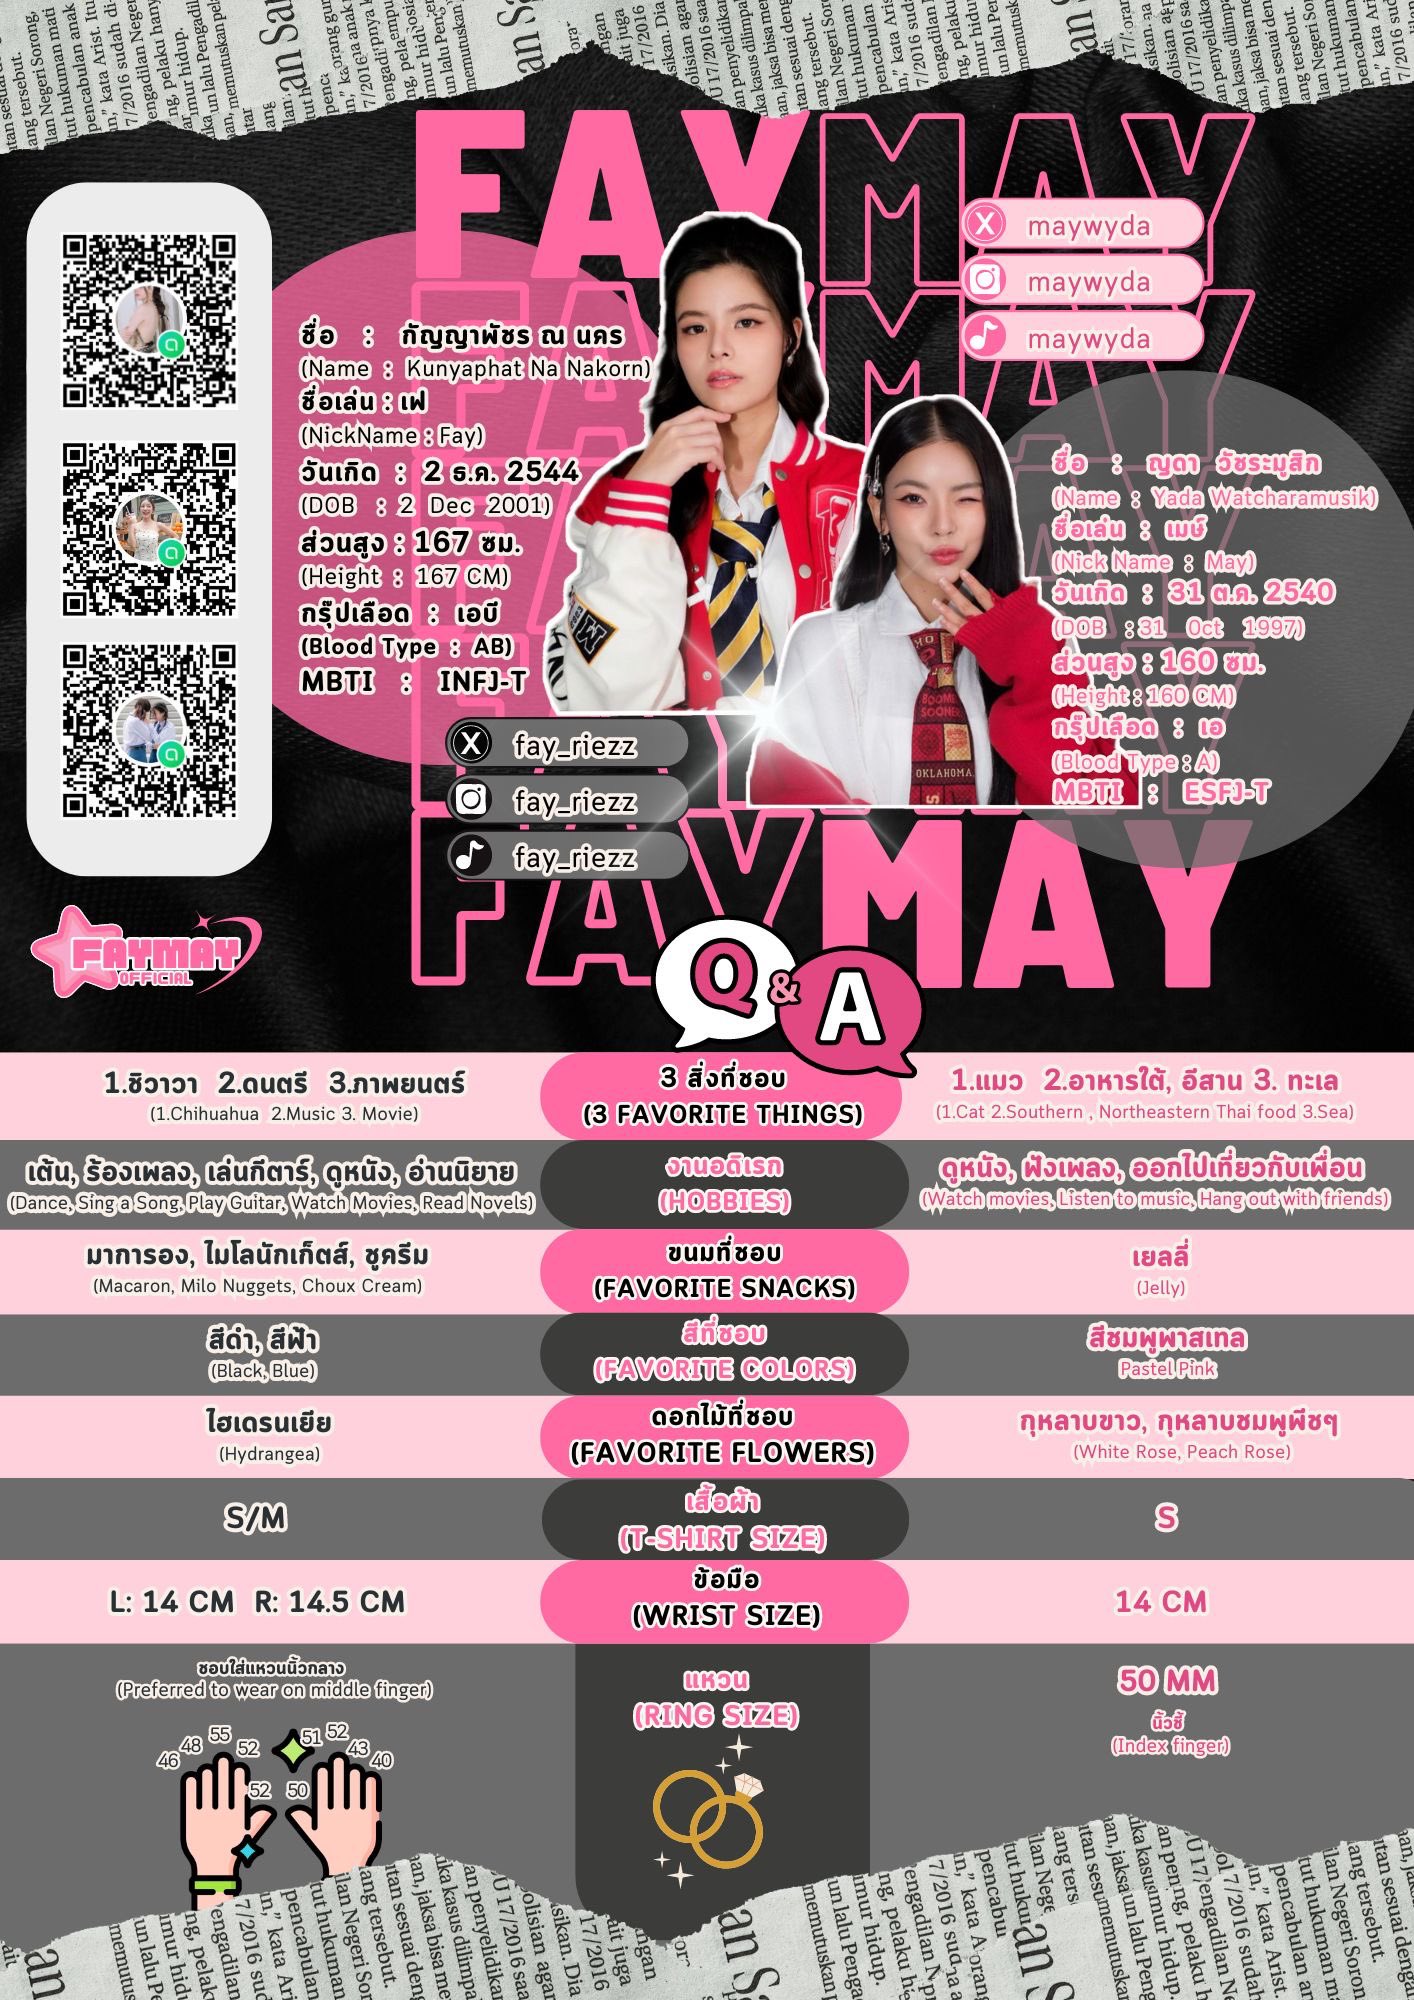 FAYMAY
maywyda
maywyda
maywyda
ชื่อ : กัญญาพัชร ณ นคร
(Name : Kunyaphat Na Nakorn)
ชื่อเล่น : เฟ
(NickName : Fay)
วันเกิด : 2 ธ.ค. 2544
(DOB : 2 Dec 2001)
ส่วนสูง : 167 ซม.
(Height : 167 CM)
กรุ๊ปเลือด : เอบี
(Blood Type : AB)
MBTI : INFJ-T
fay_riezz
fay_riezz
fay_riezz
ชื่อ : ญดา วัชระมูสิก
(Name : Yada Watcharamusik)
ชื่อเล่น : เมษ์
(Nick Name : May)
วันเกิด : 31 ต.ค. 2540
(DOB : 31 Oct 1997)
ส่วนสูง : 160 ซม.
(Height : 160 CM)
กรุ๊ปเลือด : เอ
(Blood Type : A)
MBTI : ESFJ-T
OKLAHOMA
FAYMAY
FAYMAY
OFFICIAL
Q & A
1.ชิวาวา 2.ดนตรี 3.ภาพยนตร์
(1.Chihuahua 2.Music 3. Movie)
3 สิ่งที่ชอบ
(3 FAVORITE THINGS)
1.แมว 2.อาหารใต้, อีสาน 3. ทะเล
(1.Cat 2.Southern , Northeastern Thai food 3.Sea)
เต้น, ร้องเพลง, เล่นกีตาร์, ดูหนัง, อ่านนิยาย
(Dance, Sing a Song, Play Guitar, Watch Movies, Read Novels)
งานอดิเรก
(HOBBIES)
ดูหนัง, ฟังเพลง, ออกไปเที่ยวกับเพื่อน
(Watch movies, Listen to music, Hang out with friends)
มาการอง, ไมโลนักเก็ตส์, ชูครีม
(Macaron, Milo Nuggets, Choux Cream)
ขนมที่ชอบ
(FAVORITE SNACKS)
เยลลี่
(Jelly)
สีดำ, สีฟ้า
(Black, Blue)
สีที่ชอบ
(FAVORITE COLORS)
สีชมพูพาสเทล
Pastel Pink
ไฮเดรนเยีย
(Hydrangea)
ดอกไม้ที่ชอบ
(FAVORITE FLOWERS)
กุหลาบขาว, กุหลาบชมพูพีชๆ
(White Rose, Peach Rose)
S/M
เสื้อผ้า
(T-SHIRT SIZE)
S
L: 14 CM R: 14.5 CM
ข้อมือ
(WRIST SIZE)
14 CM
ชอบใส่แหวนนิ้วกลาง
(Preferred to wear on middle finger)
46 48 55 52 52
50 51 52 43 40
แหวน
(RING SIZE)
50 MM
นิ้วชี้
(Index finger)